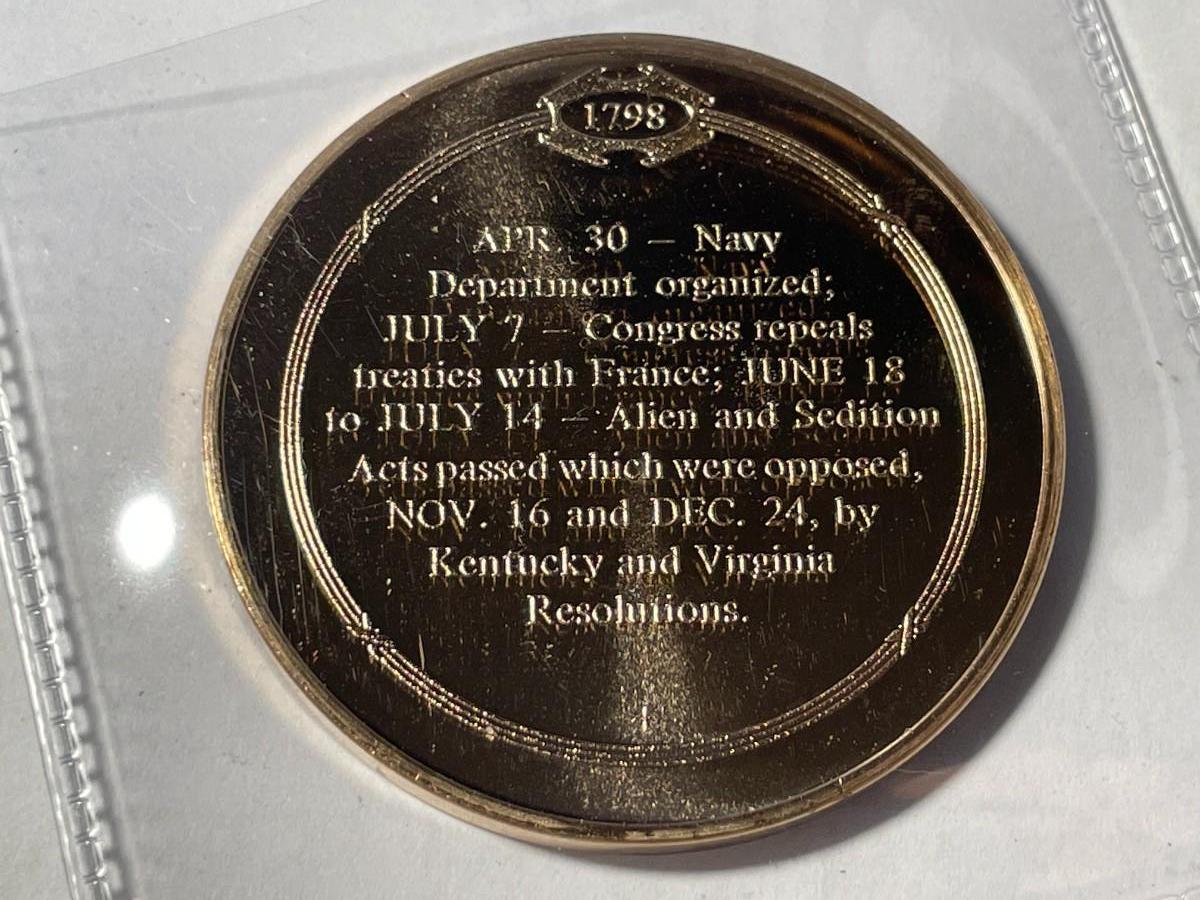 1798
APR. 30 – Navy
Department organized;
JULY 7 – Congress repeals
treaties with France; JUNE 18
to JULY 14 – Alien and Sedition
Acts passed which were opposed,
NOV. 16 and DEC. 24, by
Kentucky and Virginia
Resolutions.